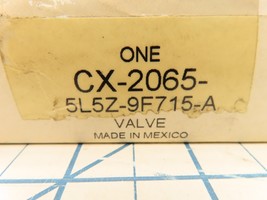 ONE
CX-2065-
5L5Z-9F715-A
VALVE
MADE IN MEXICO